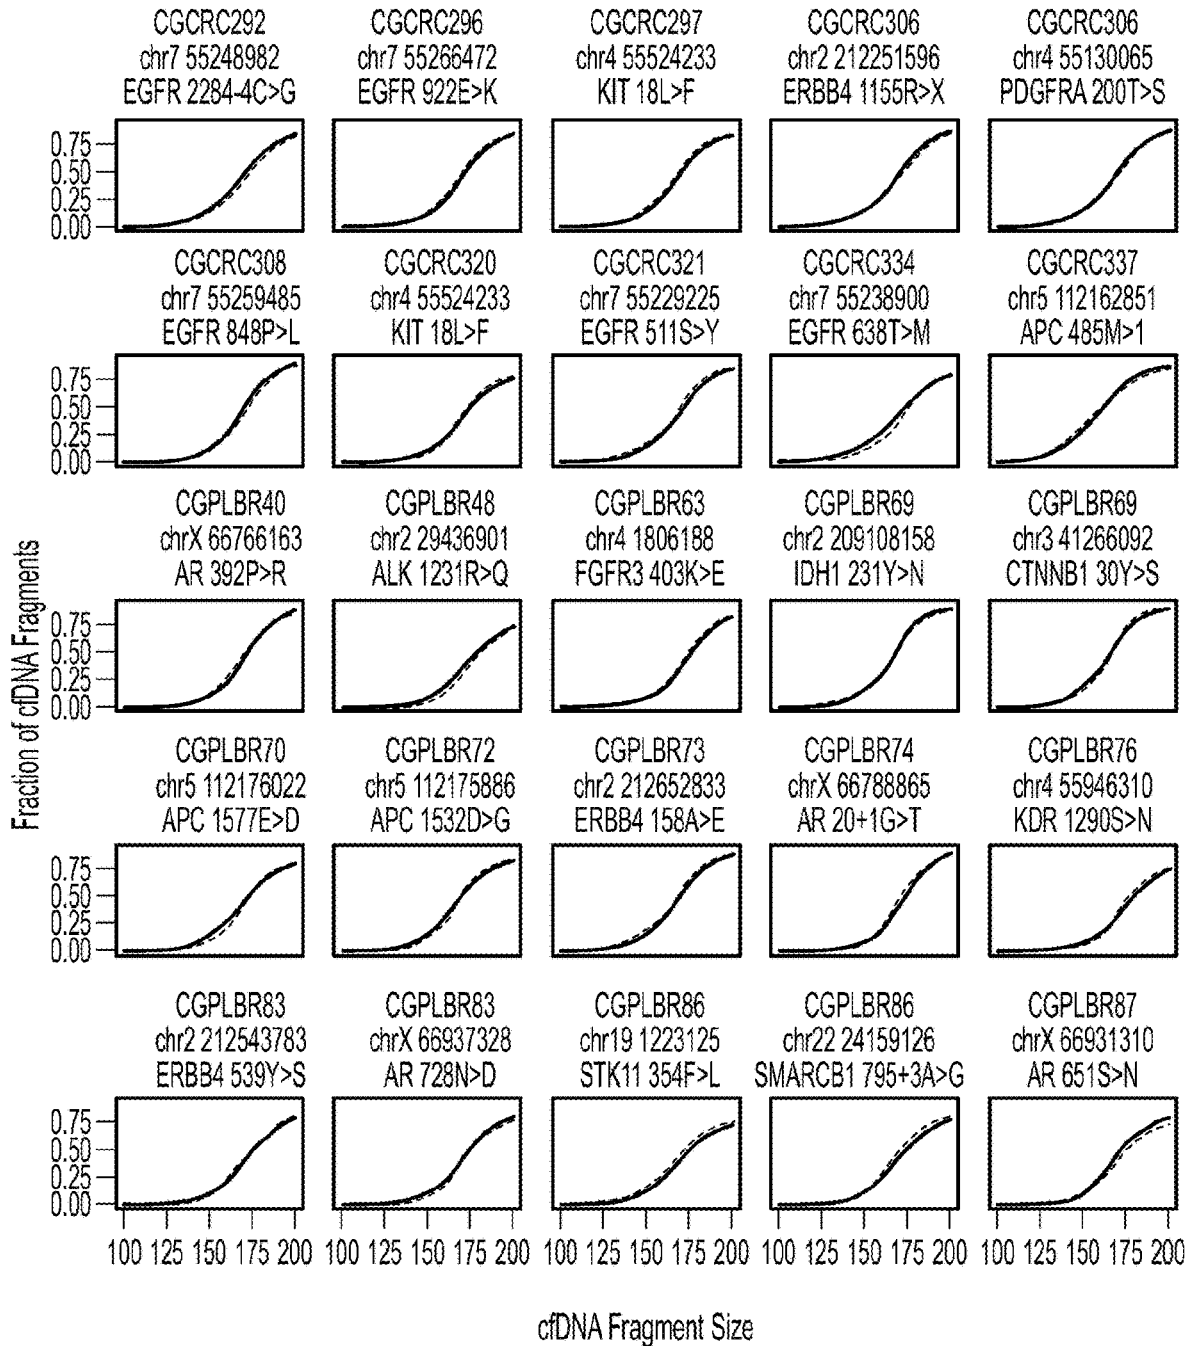 CGCRC292
chr7 55248982
EGFR 2284-4C>G
CGCRC296
chr7 55266472
EGFR 922E>K
CGCRC297
chr4 55524233
KIT 18L>F
CGCRC306
chr2 212251596
ERBB4 1155R>X
CGCRC306
chr4 55130065
PDGFRA 200T>S
0.75
0.50
0.25
0.00
CGCRC308
chr7 55259485
EGFR 848P>L
CGCRC320
chr4 55524233
KIT 18L>F
CGCRC321
chr7 55229225
EGFR 511S>Y
CGCRC334
chr7 55238900
EGFR 638T>M
CGCRC337
chr5 112162851
APC 485M>1
0.75
0.50
0.25
0.00
CGPLBR40
chrX 66766163
AR 392P>R
CGPLBR48
chr2 29436901
ALK 1231R>Q
CGPLBR63
chr4 1806188
FGFR3 403K>E
CGPLBR69
chr2 209108158
IDH1 231Y>N
CGPLBR69
chr3 41266092
CTNNB1 30Y>S
0.75
0.50
0.25
0.00
Fraction of cfDNA Fragments
CGPLBR70
chr5 112176022
APC 1577E>D
CGPLBR72
chr5 112175886
APC 1532D>G
CGPLBR73
chr2 212652833
ERBB4 158A>E
CGPLBR74
chrX 66788865
AR 20+1G>T
CGPLBR76
chr4 55946310
KDR 1290S>N
0.75
0.50
0.25
0.00
CGPLBR83
chr2 212543783
ERBB4 539Y>S
CGPLBR83
chrX 66937328
AR 728N>D
CGPLBR86
chr19 1223125
STK11 354F>L
CGPLBR86
chr22 24159126
SMARCB1 795+3A>G
CGPLBR87
chrX 66931310
AR 651S>N
0.75
0.50
0.25
0.00
100 125 150 175 200 100 125 150 175 200 100 125 150 175 200 100 125 150 175 200 100 125 150 175 200
cfDNA Fragment Size